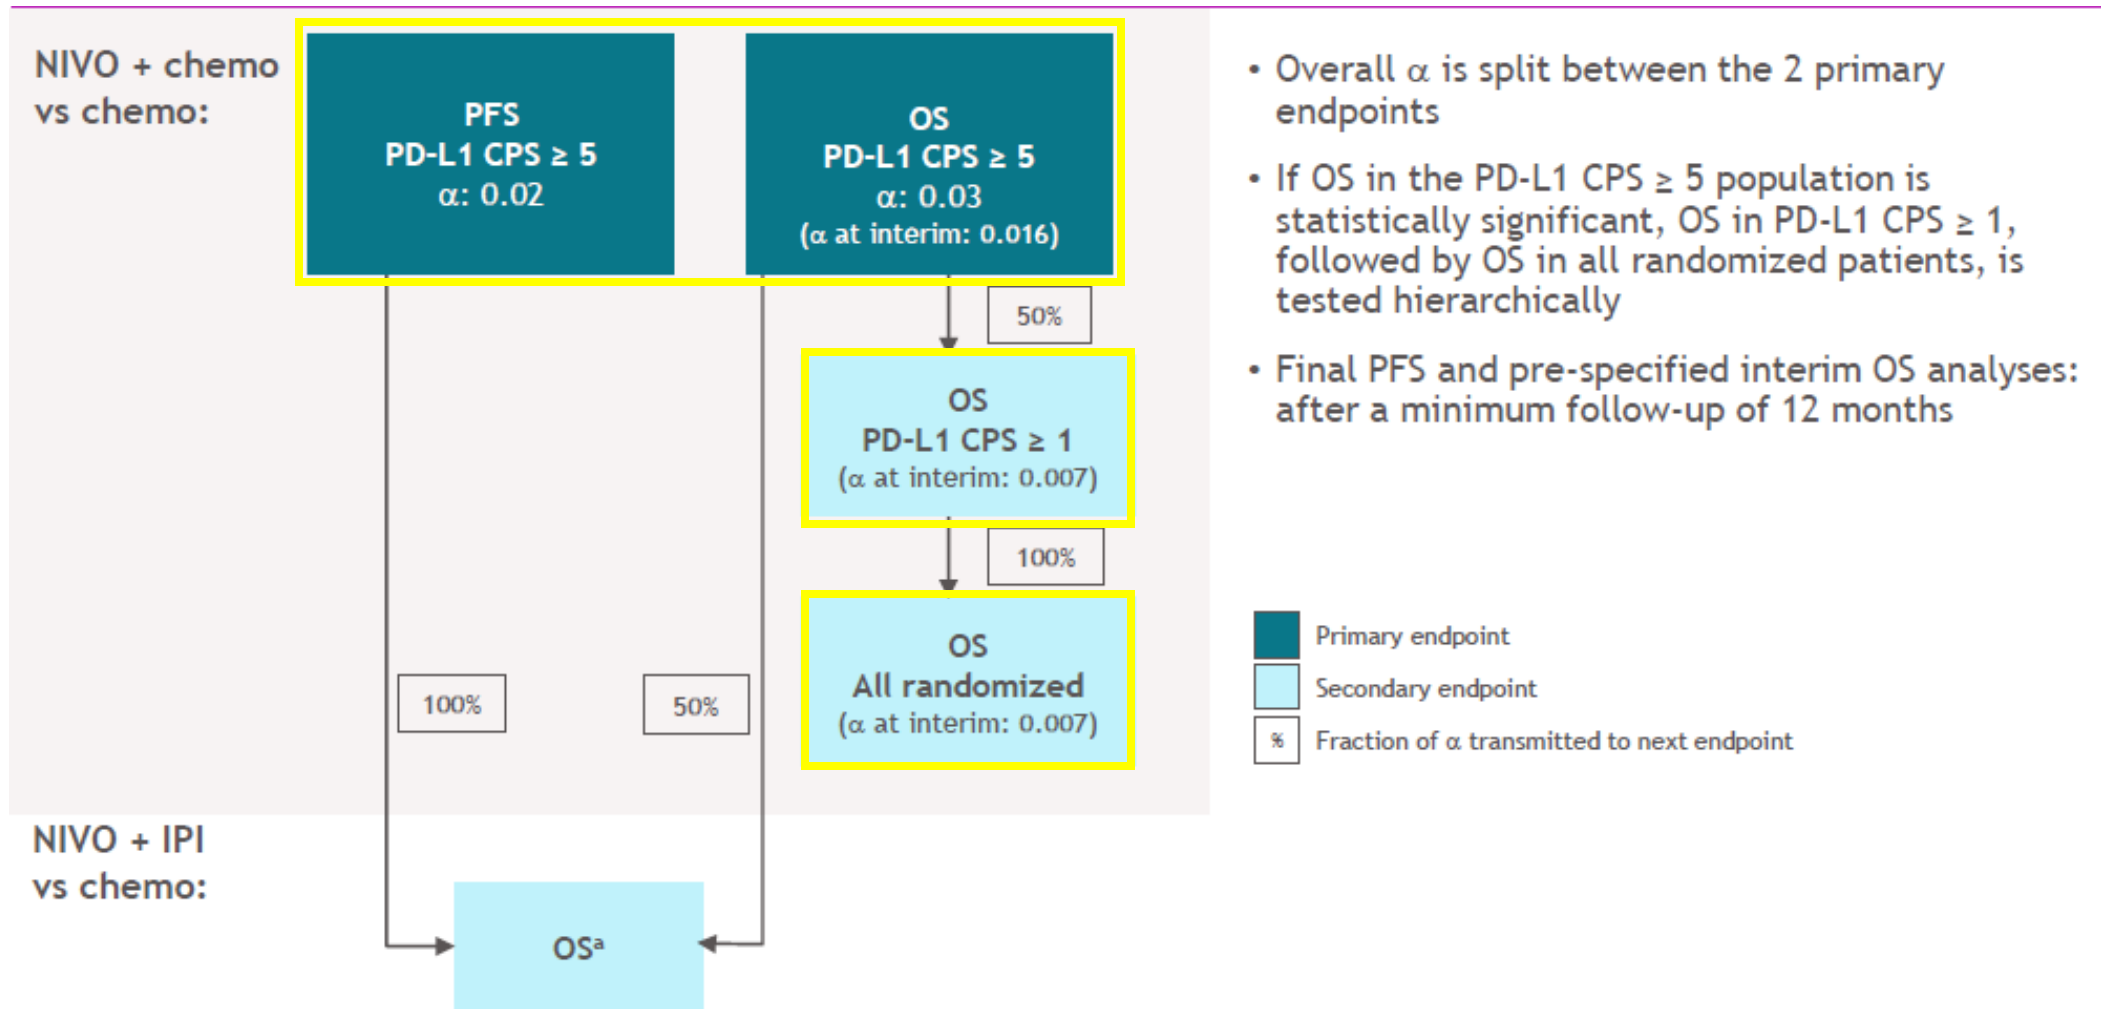 NIVO + chemo
vs chemo:
PFS
PD-L1 CPS ≥ 5
α: 0.02
OS
PD-L1 CPS ≥ 5
α: 0.03
(α at interim: 0.016)
50%
OS
PD-L1 CPS ≥ 1
(α at interim: 0.007)
100%
OS
All randomized
(α at interim: 0.007)
100%
50%
NIVO + IPI
vs chemo:
OSᵃ
• Overall α is split between the 2 primary
endpoints
• If OS in the PD-L1 CPS ≥ 5 population is
statistically significant, OS in PD-L1 CPS ≥ 1,
followed by OS in all randomized patients, is
tested hierarchically
• Final PFS and pre-specified interim OS analyses:
after a minimum follow-up of 12 months
Primary endpoint
Secondary endpoint
% Fraction of α transmitted to next endpoint